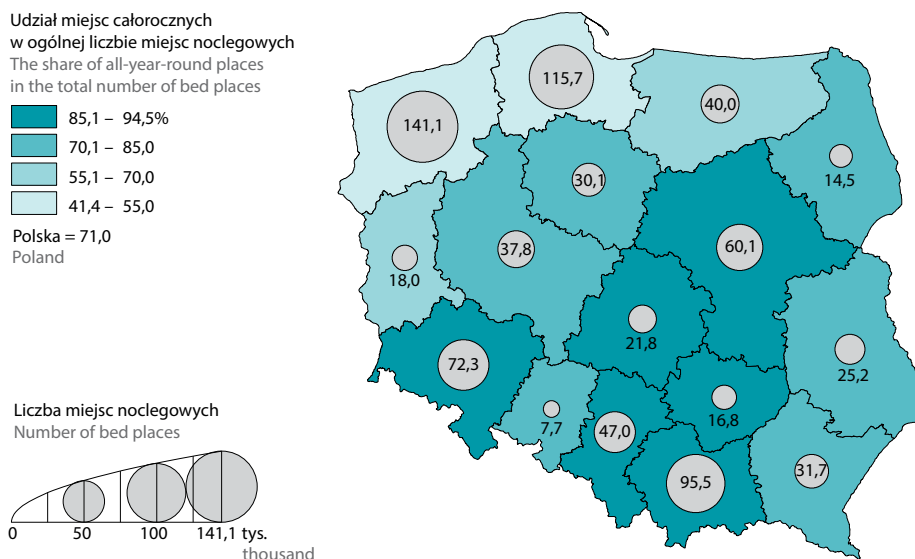 Udział miejsc całorocznych
w ogólnej liczbie miejsc noclegowych
The share of all-year-round places
in the total number of bed places
85,1 – 94,5%
70,1 – 85,0
55,1 – 70,0
41,4 – 55,0
Polska = 71,0
Poland
115,7
141,1
40,0
14,5
30,1
37,8
60,1
18,0
21,8
72,3
25,2
7,7
47,0
16,8
95,5
31,7
Liczba miejsc noclegowych
Number of bed places
0 50 100 141,1 tys.
thousand